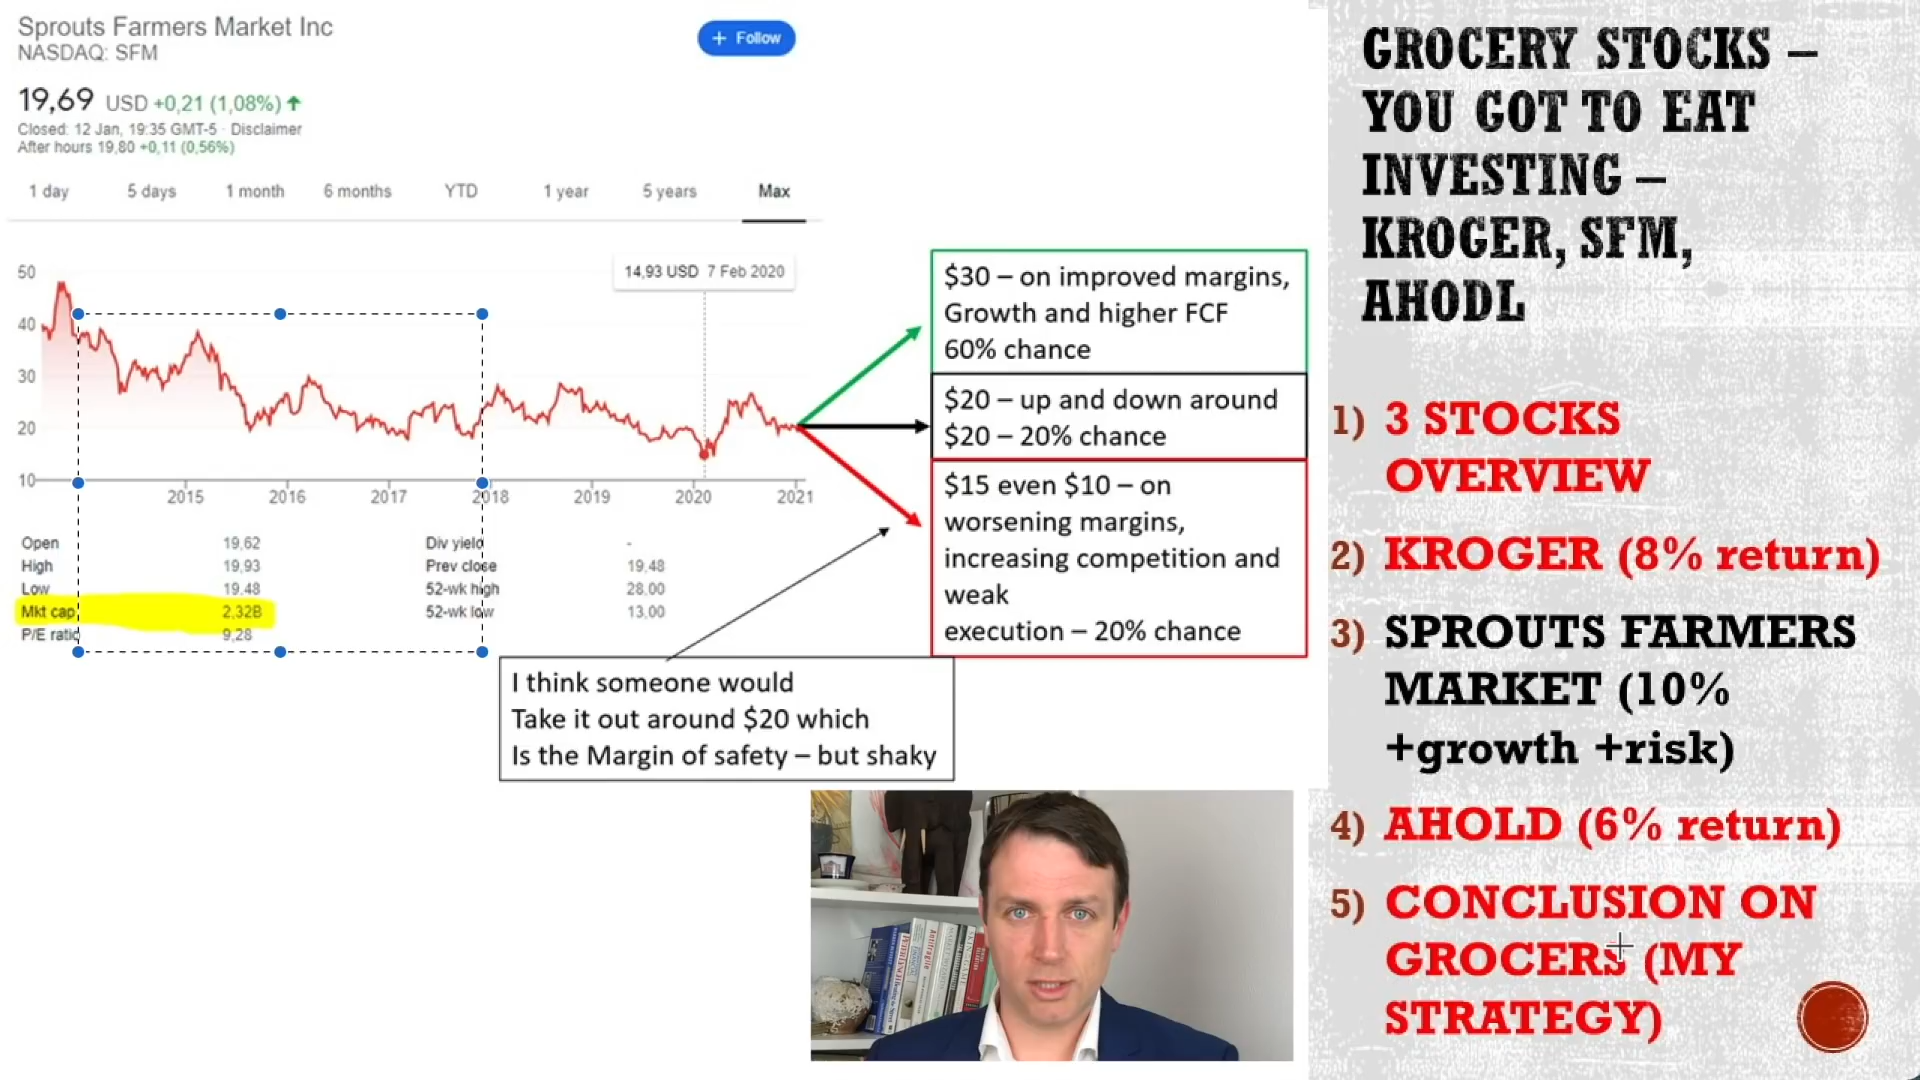 Sprouts Farmers Market Inc
NASDAQ: SFM
+ Follow
19,69 USD +0,21 (1,08%)
Closed: 12 Jan, 19:35 GMT-5 · Disclaimer
After hours 19,80 +0,11 (0,56%)
1 day 5 days 1 month 6 months YTD 1 year 5 years Max
14,93 USD 7 Feb 2020
50
40
30
20
10
2015 2016 2017 2018 2019 2020 2021
Open 19,62 Div yield -
High 19,93 Prev close 19,48
Low 19,48 52-wk high 28,00
Mkt cap 2,32B 52-wk low 13,00
P/E ratio 9,28
$30 – on improved margins,
Growth and higher FCF
60% chance
$20 – up and down around
$20 – 20% chance
$15 even $10 – on
worsening margins,
increasing competition and
weak
execution – 20% chance
I think someone would
Take it out around $20 which
Is the Margin of safety – but shaky
Antifragile
GROCERY STOCKS –
YOU GOT TO EAT
INVESTING –
KROGER, SFM,
AHODL
1) 3 STOCKS
OVERVIEW
2) KROGER (8% return)
3) SPROUTS FARMERS
MARKET (10%
+growth +risk)
4) AHOLD (6% return)
5) CONCLUSION ON
GROCERS (MY
STRATEGY)